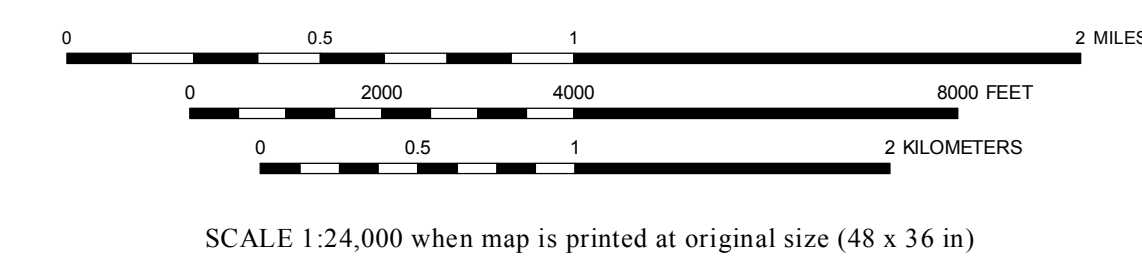 0 0.5 1 2 MILES
0 2000 4000 8000 FEET
0 0.5 1 2 KILOMETERS
SCALE 1:24,000 when map is printed at original size (48 x 36 in)